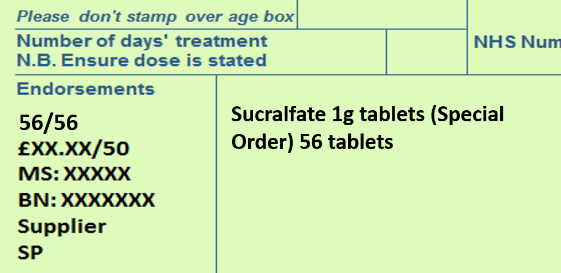 Please don't stamp over age box
Number of days' treatment
N.B. Ensure dose is stated
NHS Num
Endorsements
56/56
£XX.XX/50
MS: XXXXX
BN: XXXXXXX
Supplier
SP
Sucralfate 1g tablets (Special
Order) 56 tablets